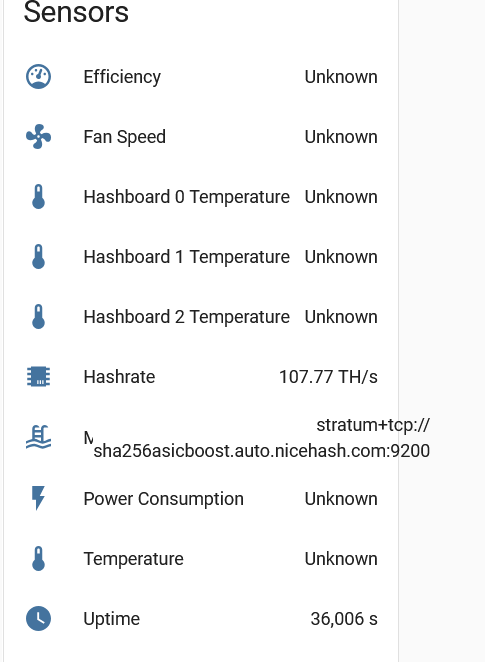 Sensors
Efficiency Unknown
Fan Speed Unknown
Hashboard 0 Temperature Unknown
Hashboard 1 Temperature Unknown
Hashboard 2 Temperature Unknown
Hashrate 107.77 TH/s
stratum+tcp://
sha256asicboost.auto.nicehash.com:9200
Power Consumption Unknown
Temperature Unknown
Uptime 36,006 s